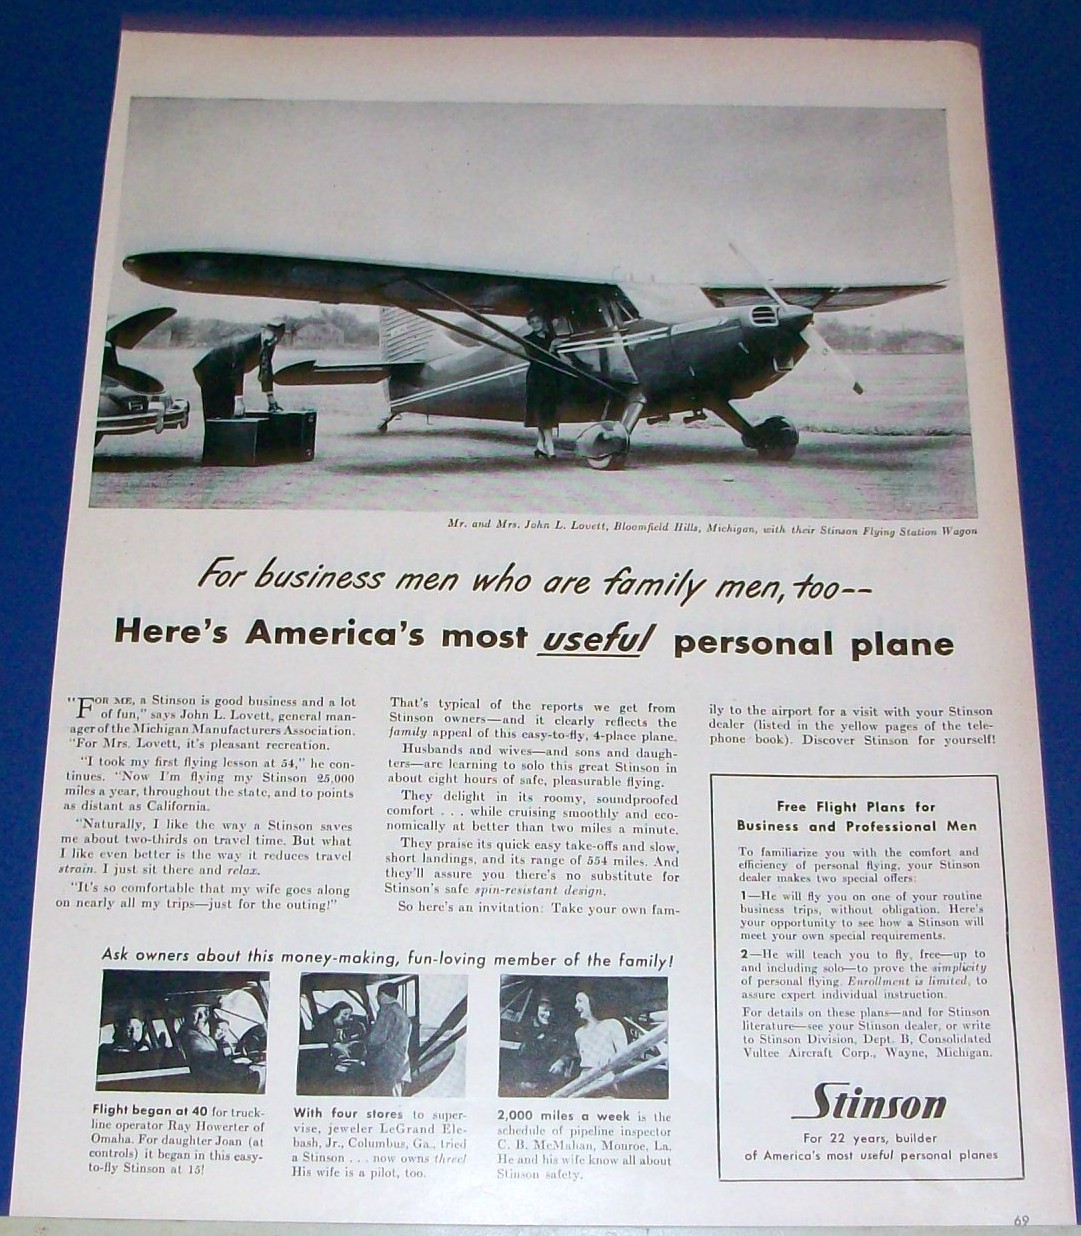 Mr. and Mrs. John L. Lovett, Bloomfield Hills, Michigan, with their Stinson Flying Station Wagon
For business men who are family men, too--
Here's America's most useful personal plane
"FOR ME, a Stinson is good business and a lot
of fun," says John L. Lovett, general man-
ager of the Michigan Manufacturers Association.
"For Mrs. Lovett, it's pleasant recreation.
"I took my first flying lesson at 54," he con-
tinues. "Now I'm flying my Stinson 25,000
miles a year, throughout the state, and to points
as distant as California.
"Naturally, I like the way a Stinson saves
me about two-thirds on travel time. But what
I like even better is the way it reduces travel
strain. I just sit there and relax.
"It's so comfortable that my wife goes along
on nearly all my trips—just for the outing!"
That's typical of the reports we get from
Stinson owners—and it clearly reflects the
family appeal of this easy-to-fly, 4-place plane.
Husbands and wives—and sons and daugh-
ters—are learning to solo this great Stinson in
about eight hours of safe, pleasurable flying.
They delight in its roomy, soundproofed
comfort . . . while cruising smoothly and eco-
nomically at better than two miles a minute.
They praise its quick easy take-offs and slow,
short landings, and its range of 554 miles. And
they'll assure you there's no substitute for
Stinson's safe spin-resistant design.
So here's an invitation: Take your own fam-
ily to the airport for a visit with your Stinson
dealer (listed in the yellow pages of the tele-
phone book). Discover Stinson for yourself!
Ask owners about this money-making, fun-loving member of the family!
Flight began at 40 for truck-
line operator Ray Howerter of
Omaha. For daughter Joan (at
controls) it began in this easy-
to-fly Stinson at 15!
With four stores to super-
vise, jeweler LeGrand Ele-
bash, Jr., Columbus, Ga., tried
a Stinson . . . now owns three!
His wife is a pilot, too.
2,000 miles a week is the
schedule of pipeline inspector
C. B. McMahan, Monroe, La.
He and his wife know all about
Stinson safety.
Free Flight Plans for
Business and Professional Men
To familiarize you with the comfort and
efficiency of personal flying, your Stinson
dealer makes two special offers:
1—He will fly you on one of your routine
business trips, without obligation. Here's
your opportunity to see how a Stinson will
meet your own special requirements.
2—He will teach you to fly, free—up to
and including solo—to prove the simplicity
of personal flying. Enrollment is limited, to
assure expert individual instruction.
For details on these plans—and for Stinson
literature—see your Stinson dealer, or write
to Stinson Division, Dept. B, Consolidated
Vultee Aircraft Corp., Wayne, Michigan.
Stinson
For 22 years, builder
of America's most useful personal planes
69